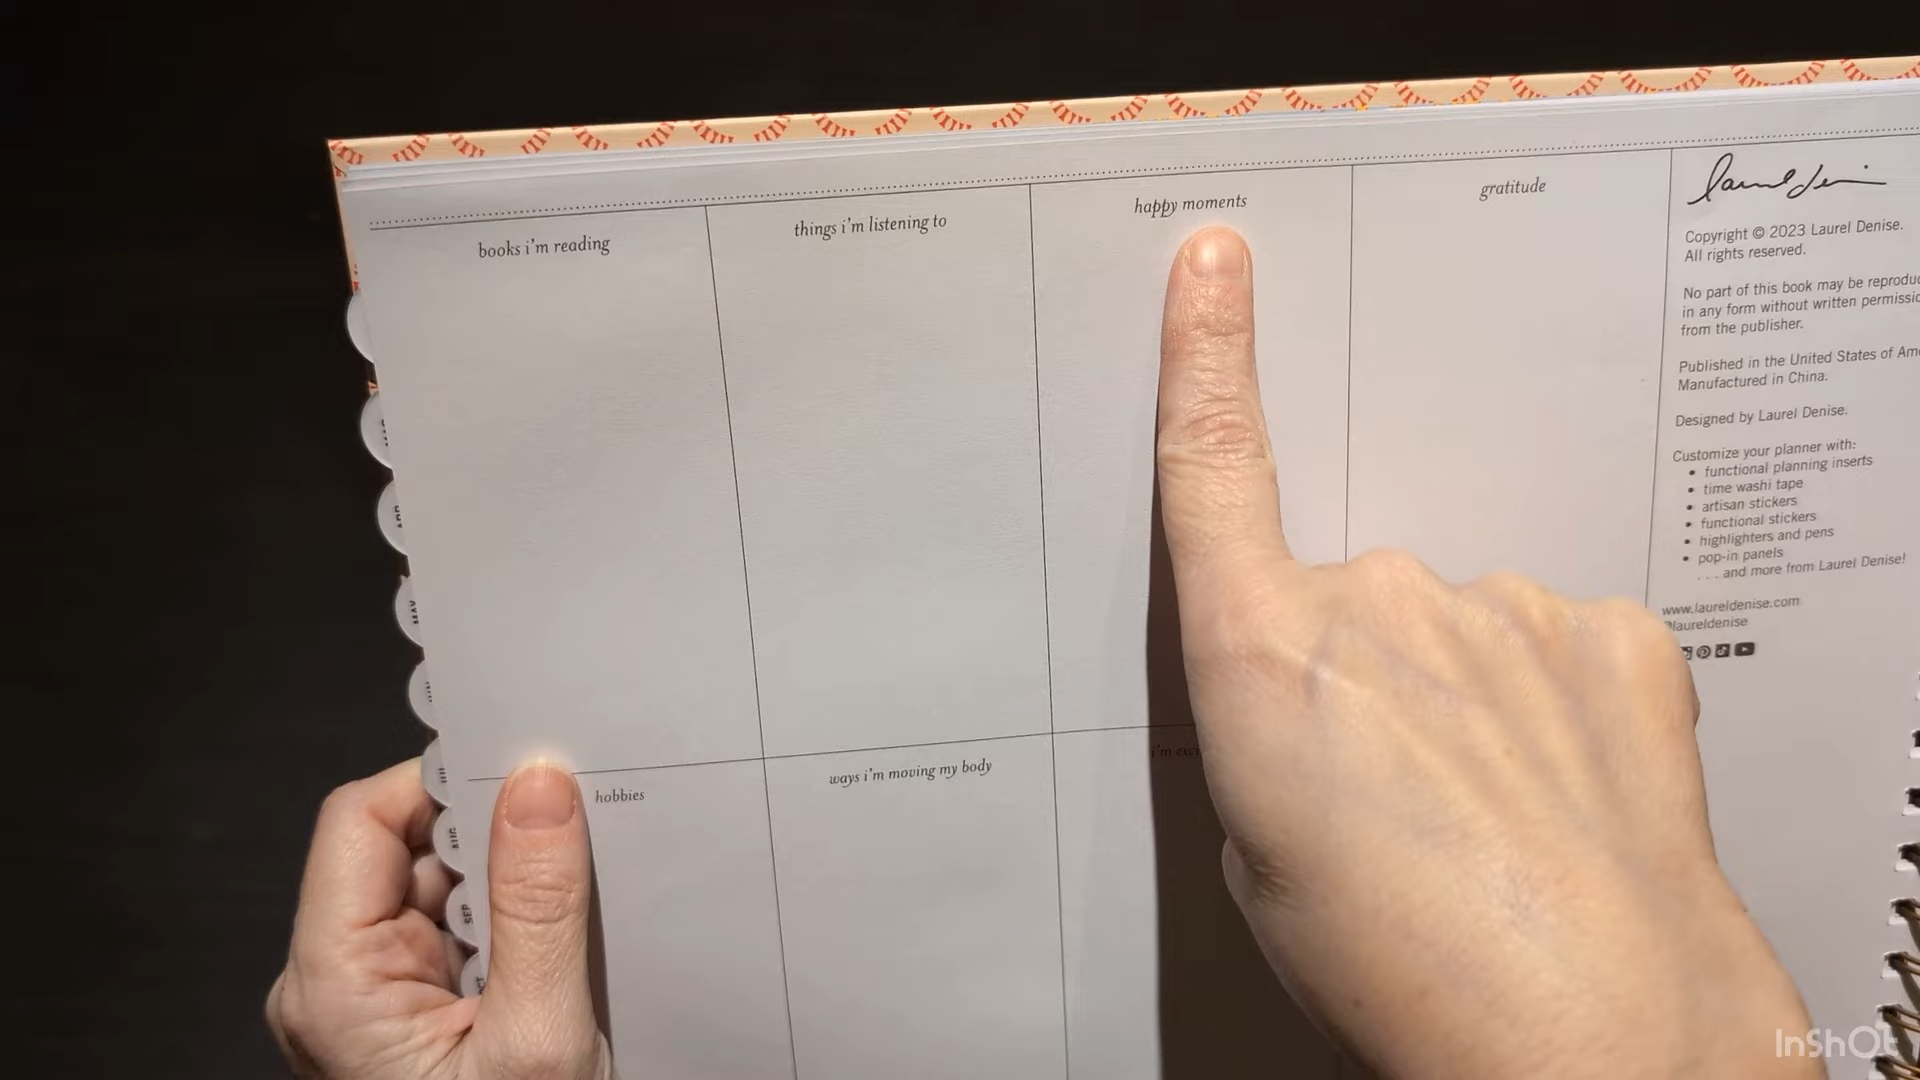 books i'm reading
things i'm listening to
happy moments
gratitude
hobbies
ways i'm moving my body
i'm
laurel denise
Copyright © 2023 Laurel Denise.
All rights reserved.
No part of this book may be
in any form without written
from the publisher.
Published in the United States of
Manufactured in China.
Designed by Laurel Denise.
Customize your planner with:
• functional planning inserts
• time washi tape
• artisan stickers
• functional stickers
• highlighters and pens
• pop-in panels
. . . and more from Laurel Denise!
www.laureldenise.com
@laureldenise
APR
MAY
AUG
SEP
InShOt